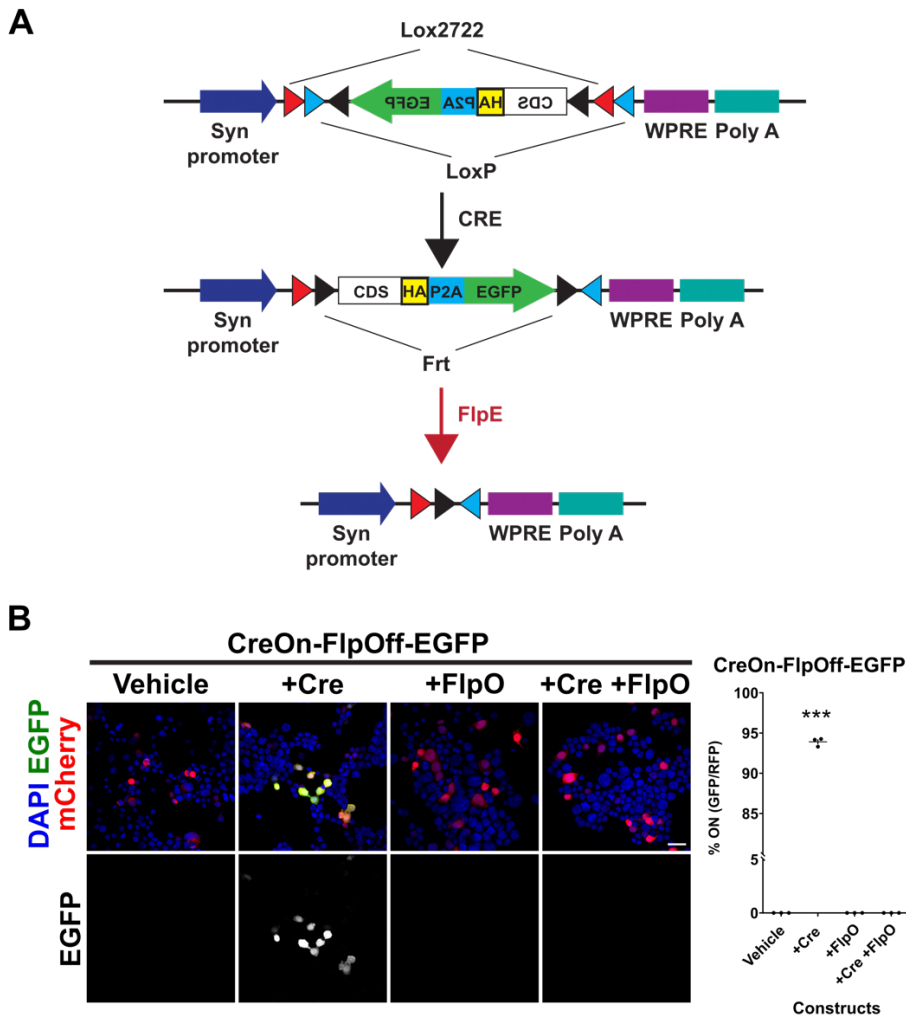 A
Lox2722
EGFP P2A HA CDS
Syn
promoter
WPRE Poly A
LoxP
CRE
CDS HA P2A EGFP
Syn
promoter
WPRE Poly A
Frt
FlpE
Syn
promoter
WPRE Poly A
B
CreOn-FlpOff-EGFP
Vehicle +Cre +FlpO +Cre +FlpO
DAPI EGFP
mCherry
EGFP
CreOn-FlpOff-EGFP
% ON (GFP/RFP)
100
95
90
85
5
0
***
Vehicle
+Cre
+FlpO
+Cre +FlpO
Constructs